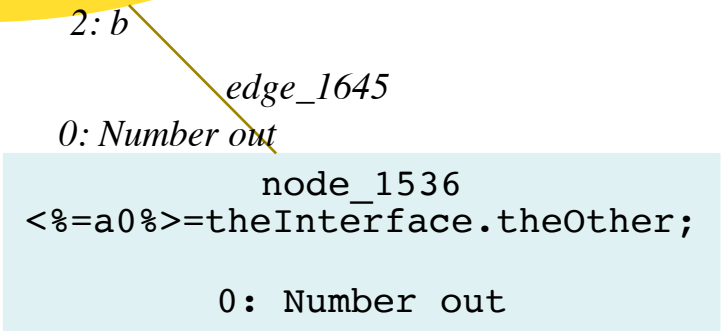 2: b
edge_1645
0: Number out
node_1536
<%=a0%>=theInterface.theOther;
0: Number out